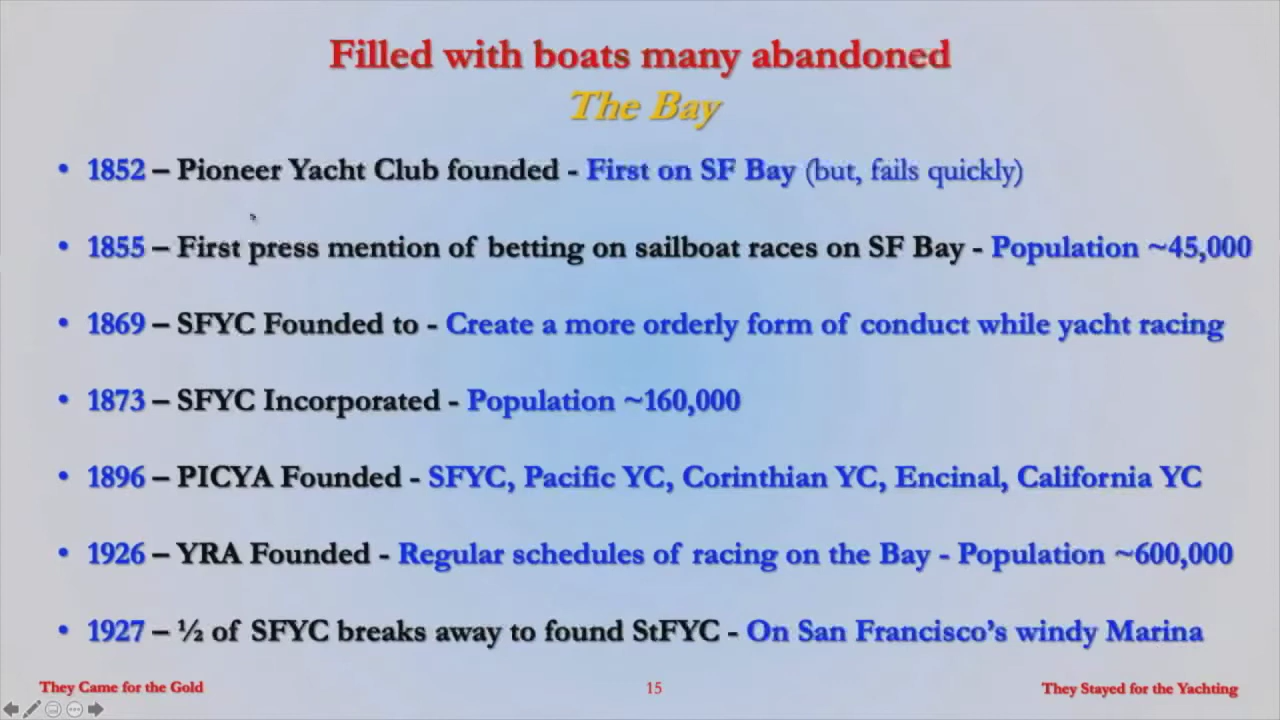 Filled with boats many abandoned
The Bay
• 1852 – Pioneer Yacht Club founded - First on SF Bay (but, fails quickly)
• 1855 – First press mention of betting on sailboat races on SF Bay - Population ~45,000
• 1869 – SFYC Founded to - Create a more orderly form of conduct while yacht racing
• 1873 – SFYC Incorporated - Population ~160,000
• 1896 – PICYA Founded - SFYC, Pacific YC, Corinthian YC, Encinal, California YC
• 1926 – YRA Founded - Regular schedules of racing on the Bay - Population ~600,000
• 1927 – ½ of SFYC breaks away to found StFYC - On San Francisco's windy Marina
They Came for the Gold
15
They Stayed for the Yachting